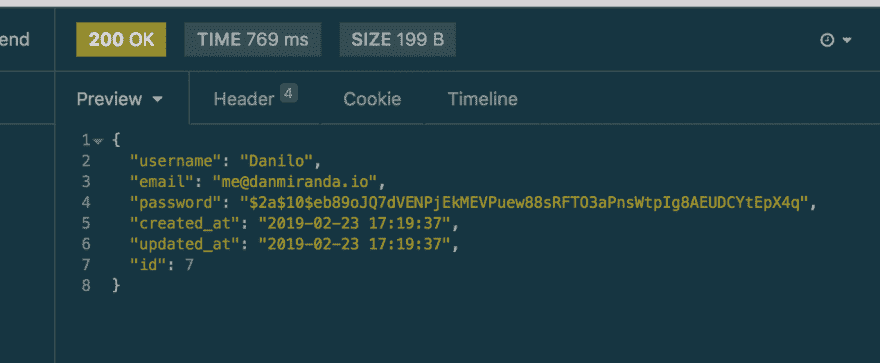 end
200 OK TIME 769 ms SIZE 199 B
Preview Header 4 Cookie Timeline
1 {
2 "username": "Danilo",
3 "email": "me@danmiranda.io",
4 "password": "$2a$10$eb89oJQ7dVENPjEkMEVPuew88sRFTO3aPnsWtpIg8AEUDCYtEpX4q",
5 "created_at": "2019-02-23 17:19:37",
6 "updated_at": "2019-02-23 17:19:37",
7 "id": 7
8 }